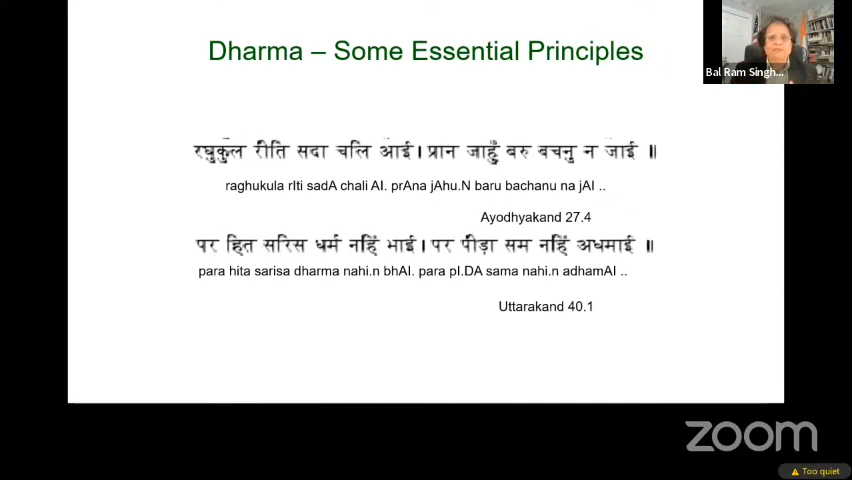 Dharma – Some Essential Principles
Bal Ram Singh...
रघुकुल रीति सदा चलि आई। प्रान जाहुँ बरु बचनु न जाई ॥
raghukula rIti sadA chali AI. prAna jAhu.N baru bachanu na jAI ..
Ayodhyakand 27.4
पर हित सरिस धर्म नहिं भाई। पर पीड़ा सम नहिं अधमाई ॥
para hita sarisa dharma nahi.n bhAI. para pI.DA sama nahi.n adhamAI ..
Uttarakand 40.1
zoom
Too quiet